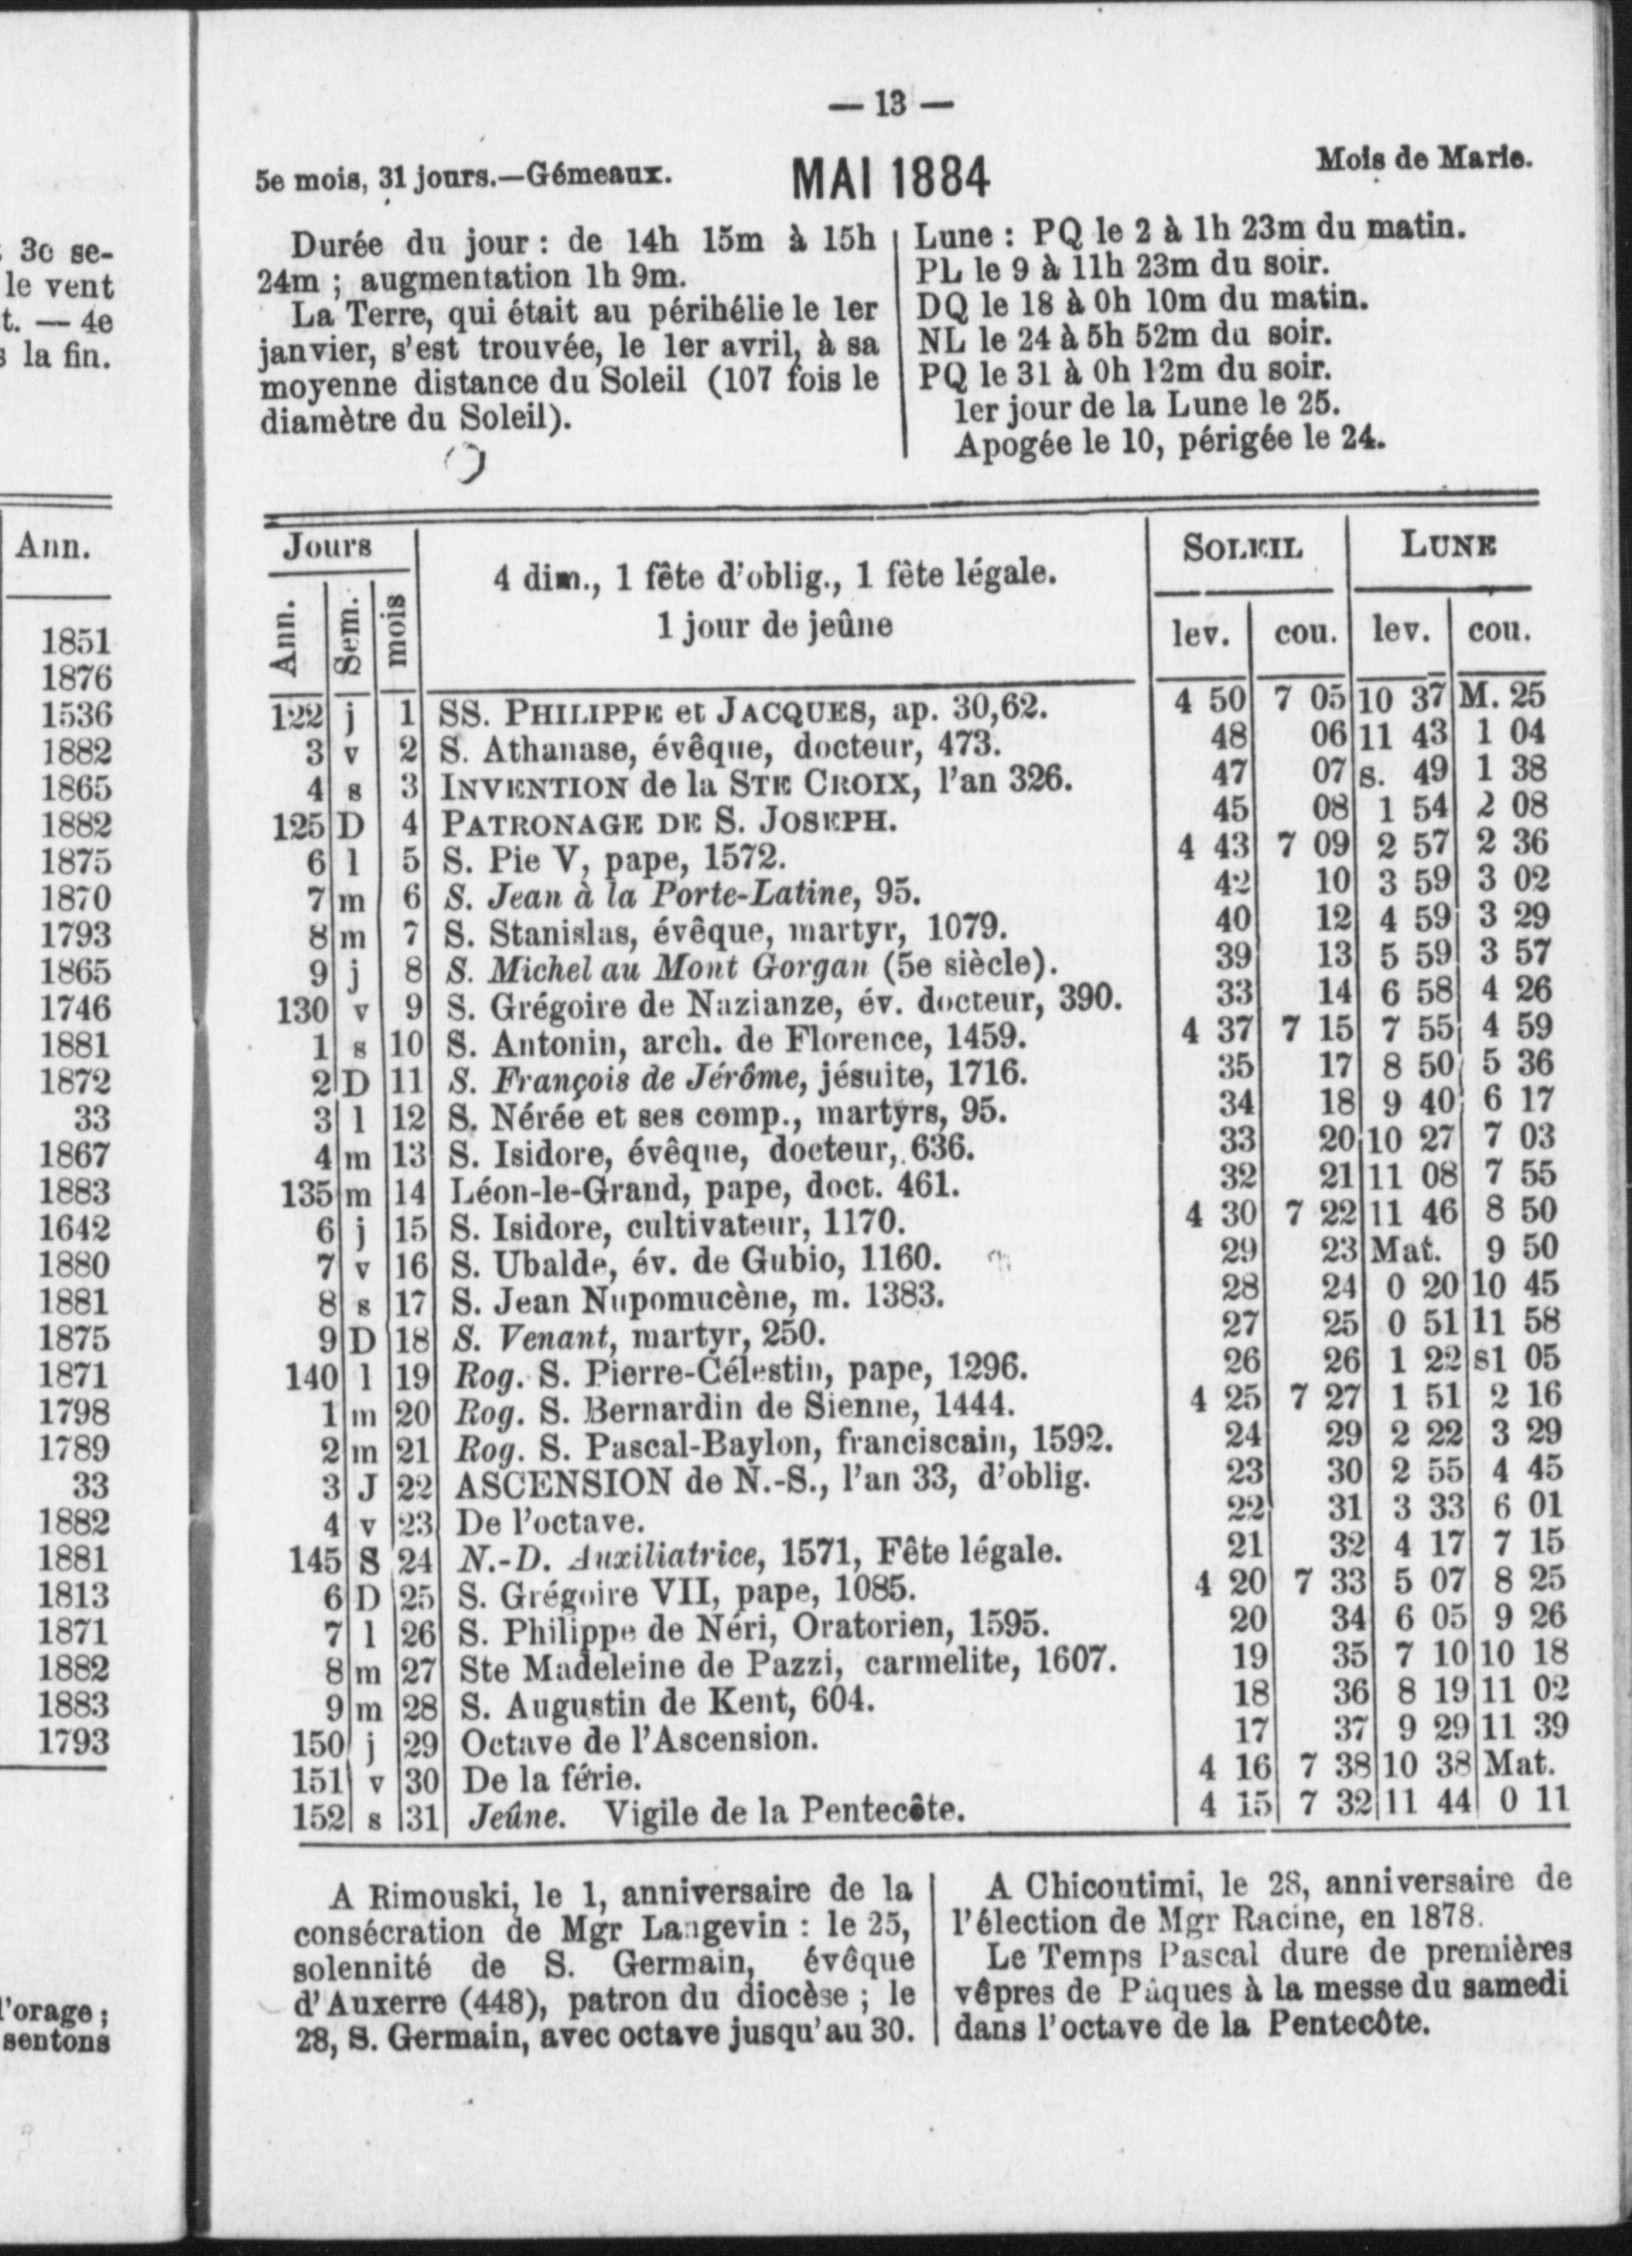 — 13 —
5e mois, 31 jours.—Gémeaux. MAI 1884 Mois de Marie.
Durée du jour : de 14h 15m à 15h
24m ; augmentation 1h 9m.
La Terre, qui était au périhélie le 1er
janvier, s'est trouvée, le 1er avril, à sa
moyenne distance du Soleil (107 fois le
diamètre du Soleil).
Lune : PQ le 2 à 1h 23m du matin.
PL le 9 à 11h 23m du soir.
DQ le 18 à 0h 10m du matin.
NL le 24 à 5h 52m du soir.
PQ le 31 à 0h 12m du soir.
1er jour de la Lune le 25.
Apogée le 10, périgée le 24.
Jours 4 dim., 1 fête d'oblig., 1 fête légale. SOLEIL LUNE
Ann. Sem. mois 1 jour de jeûne lev. cou. lev. cou.
122 j 1 SS. PHILIPPE et JACQUES, ap. 30,62. 4 50 7 05 10 37 M. 25
3 v 2 S. Athanase, évêque, docteur, 473. 48 06 11 43 1 04
4 s 3 INVENTION de la STE CROIX, l'an 326. 47 07 s. 49 1 38
125 D 4 PATRONAGE DE S. JOSEPH. 45 08 1 54 2 08
6 l 5 S. Pie V, pape, 1572. 4 43 7 09 2 57 2 36
7 m 6 S. Jean à la Porte-Latine, 95. 42 10 3 59 3 02
8 m 7 S. Stanislas, évêque, martyr, 1079. 40 12 4 59 3 29
9 j 8 S. Michel au Mont Gorgan (5e siècle). 39 13 5 59 3 57
130 v 9 S. Grégoire de Nazianze, év. docteur, 390. 33 14 6 58 4 26
1 s 10 S. Antonin, arch. de Florence, 1459. 4 37 7 15 7 55 4 59
2 D 11 S. François de Jérôme, jésuite, 1716. 35 17 8 50 5 36
3 l 12 S. Nérée et ses comp., martyrs, 95. 34 18 9 40 6 17
4 m 13 S. Isidore, évêque, docteur, 636. 33 20 10 27 7 03
135 m 14 Léon-le-Grand, pape, doct. 461. 32 21 11 08 7 55
6 j 15 S. Isidore, cultivateur, 1170. 4 30 7 22 11 46 8 50
7 v 16 S. Ubalde, év. de Gubio, 1160. 29 23 Mat. 9 50
8 s 17 S. Jean Nupomucène, m. 1383. 28 24 0 20 10 45
9 D 18 S. Venant, martyr, 250. 27 25 0 51 11 58
140 l 19 Rog. S. Pierre-Célestin, pape, 1296. 26 26 1 22 s1 05
1 m 20 Rog. S. Bernardin de Sienne, 1444. 4 25 7 27 1 51 2 16
2 m 21 Rog. S. Pascal-Baylon, franciscain, 1592. 24 29 2 22 3 29
3 J 22 ASCENSION de N.-S., l'an 33, d'oblig. 23 30 2 55 4 45
4 v 23 De l'octave. 22 31 3 33 6 01
145 S 24 N.-D. Auxiliatrice, 1571, Fête légale. 21 32 4 17 7 15
6 D 25 S. Grégoire VII, pape, 1085. 4 20 7 33 5 07 8 25
7 l 26 S. Philippe de Néri, Oratorien, 1595. 20 34 6 05 9 26
8 m 27 Ste Madeleine de Pazzi, carmelite, 1607. 19 35 7 10 10 18
9 m 28 S. Augustin de Kent, 604. 18 36 8 19 11 02
150 j 29 Octave de l'Ascension. 17 37 9 29 11 39
151 v 30 De la férie. 4 16 7 38 10 38 Mat.
152 s 31 Jeûne. Vigile de la Pentecôte. 4 15 7 32 11 44 0 11
A Rimouski, le 1, anniversaire de la
consécration de Mgr Langevin : le 25,
solennité de S. Germain, évêque
d'Auxerre (448), patron du diocèse ; le
28, S. Germain, avec octave jusqu'au 30.
A Chicoutimi, le 28, anniversaire de
l'élection de Mgr Racine, en 1878.
Le Temps Pascal dure de premières
vêpres de Pâques à la messe du samedi
dans l'octave de la Pentecôte.
3e se-
le vent
t. — 4e
s la fin.
Ann.
1851
1876
1536
1882
1865
1882
1875
1870
1793
1865
1746
1881
1872
33
1867
1883
1642
1880
1881
1875
1871
1798
1789
33
1882
1881
1813
1871
1882
1883
1793
l'orage ;
sentons